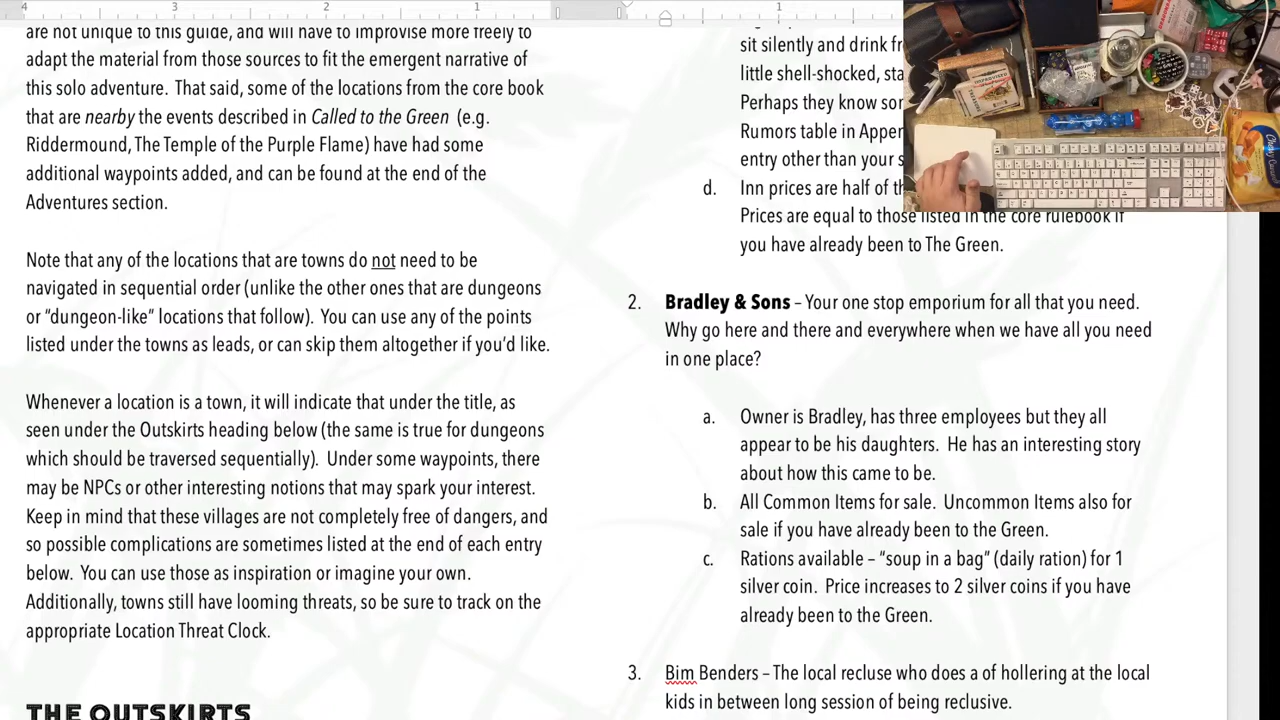 4 3 2 1 1
are not unique to this guide, and will have to improvise more freely to
adapt the material from those sources to fit the emergent narrative of
this solo adventure. That said, some of the locations from the core book
that are nearby the events described in Called to the Green (e.g.
Riddermound, The Temple of the Purple Flame) have had some
additional waypoints added, and can be found at the end of the
Adventures section.
Note that any of the locations that are towns do not need to be
navigated in sequential order (unlike the other ones that are dungeons
or “dungeon-like” locations that follow). You can use any of the points
listed under the towns as leads, or can skip them altogether if you’d like.
Whenever a location is a town, it will indicate that under the title, as
seen under the Outskirts heading below (the same is true for dungeons
which should be traversed sequentially). Under some waypoints, there
may be NPCs or other interesting notions that may spark your interest.
Keep in mind that these villages are not completely free of dangers, and
so possible complications are sometimes listed at the end of each entry
below. You can use those as inspiration or imagine your own.
Additionally, towns still have looming threats, so be sure to track on the
appropriate Location Threat Clock.
THE OUTSKIRTS
sit silently and drink
little shell-shocked,
Perhaps they know
Rumors table in
entry other than your
d. Inn prices are half of
Prices are equal to those listed in the core rulebook if
you have already been to The Green.
2. Bradley & Sons – Your one stop emporium for all that you need.
Why go here and there and everywhere when we have all you need
in one place?
a. Owner is Bradley, has three employees but they all
appear to be his daughters. He has an interesting story
about how this came to be.
b. All Common Items for sale. Uncommon Items also for
sale if you have already been to the Green.
c. Rations available – “soup in a bag” (daily ration) for 1
silver coin. Price increases to 2 silver coins if you have
already been to the Green.
3. Bim Benders – The local recluse who does a of hollering at the local
kids in between long session of being reclusive.